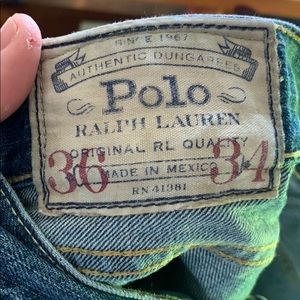 SINCE 1967
AUTHENTIC DUNGAREES
Polo
RALPH LAUREN
ORIGINAL RL QUALITY
36 34
MADE IN MEXICO
RN 41381